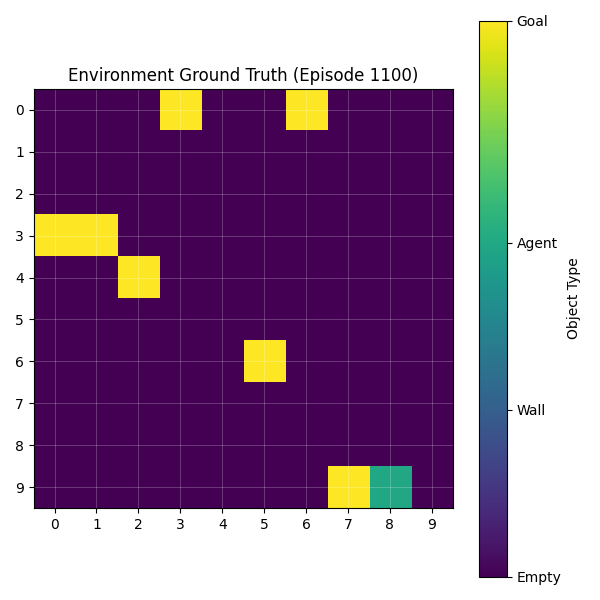 Environment Ground Truth (Episode 1100)
0
1
2
3
4
5
6
7
8
9
0 1 2 3 4 5 6 7 8 9
Goal
Agent
Wall
Empty
Object Type